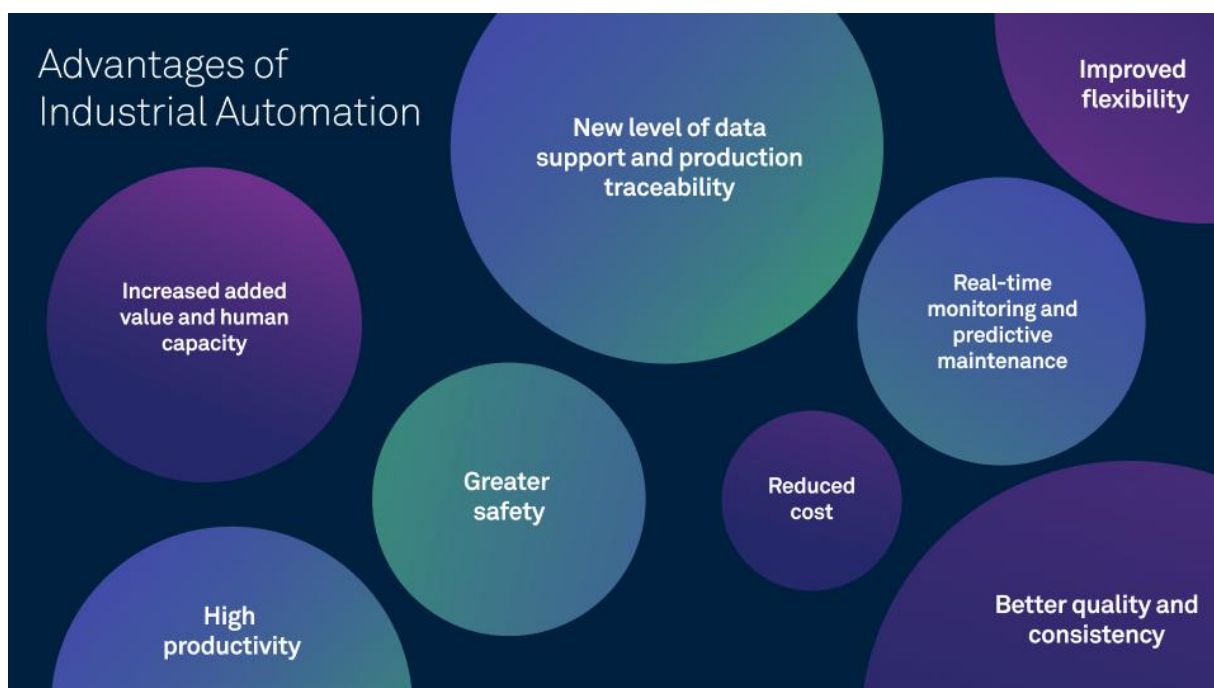 Advantages of
Industrial Automation
New level of data
support and production
traceability
Improved
flexibility
Increased added
value and human
capacity
Real-time
monitoring and
predictive
maintenance
Greater
safety
Reduced
cost
High
productivity
Better quality and
consistency